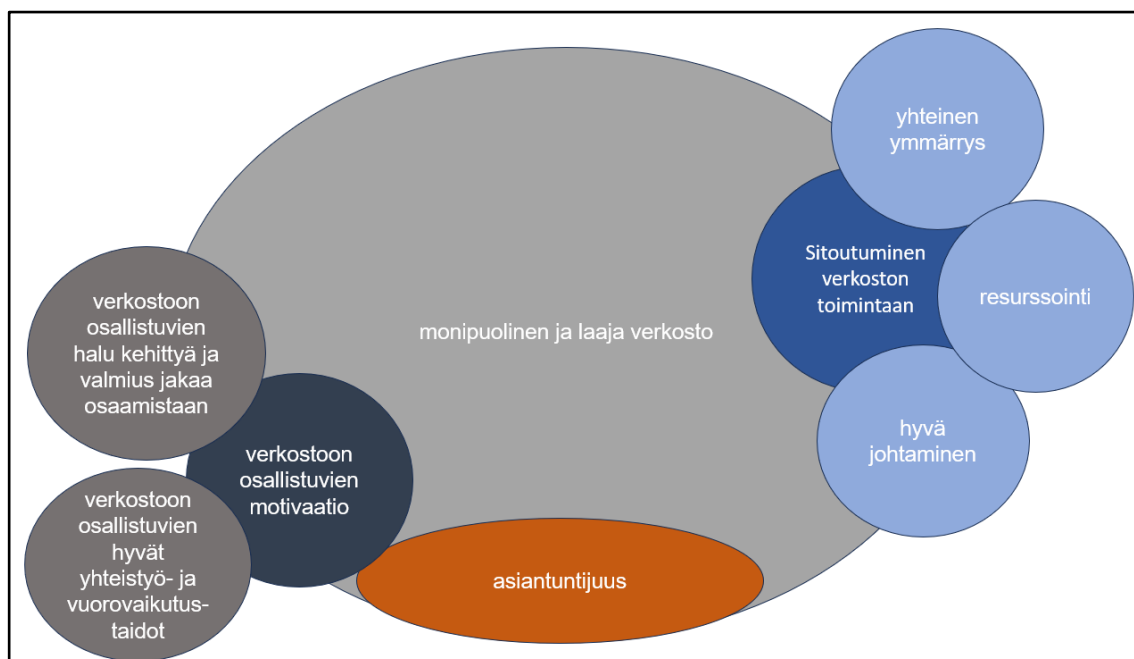 yhteinen
ymmärrys
Sitoutuminen
verkoston
toimintaan
resurssointi
verkostoon
osallistuvien
halu kehittyä ja
valmius jakaa
osaamistaan
monipuolinen ja laaja verkosto
hyvä
johtaminen
verkostoon
osallistuvien
motivaatio
verkostoon
osallistuvien
hyvät
yhteistyö- ja
vuorovaikutus-
taidot
asiantuntijuus